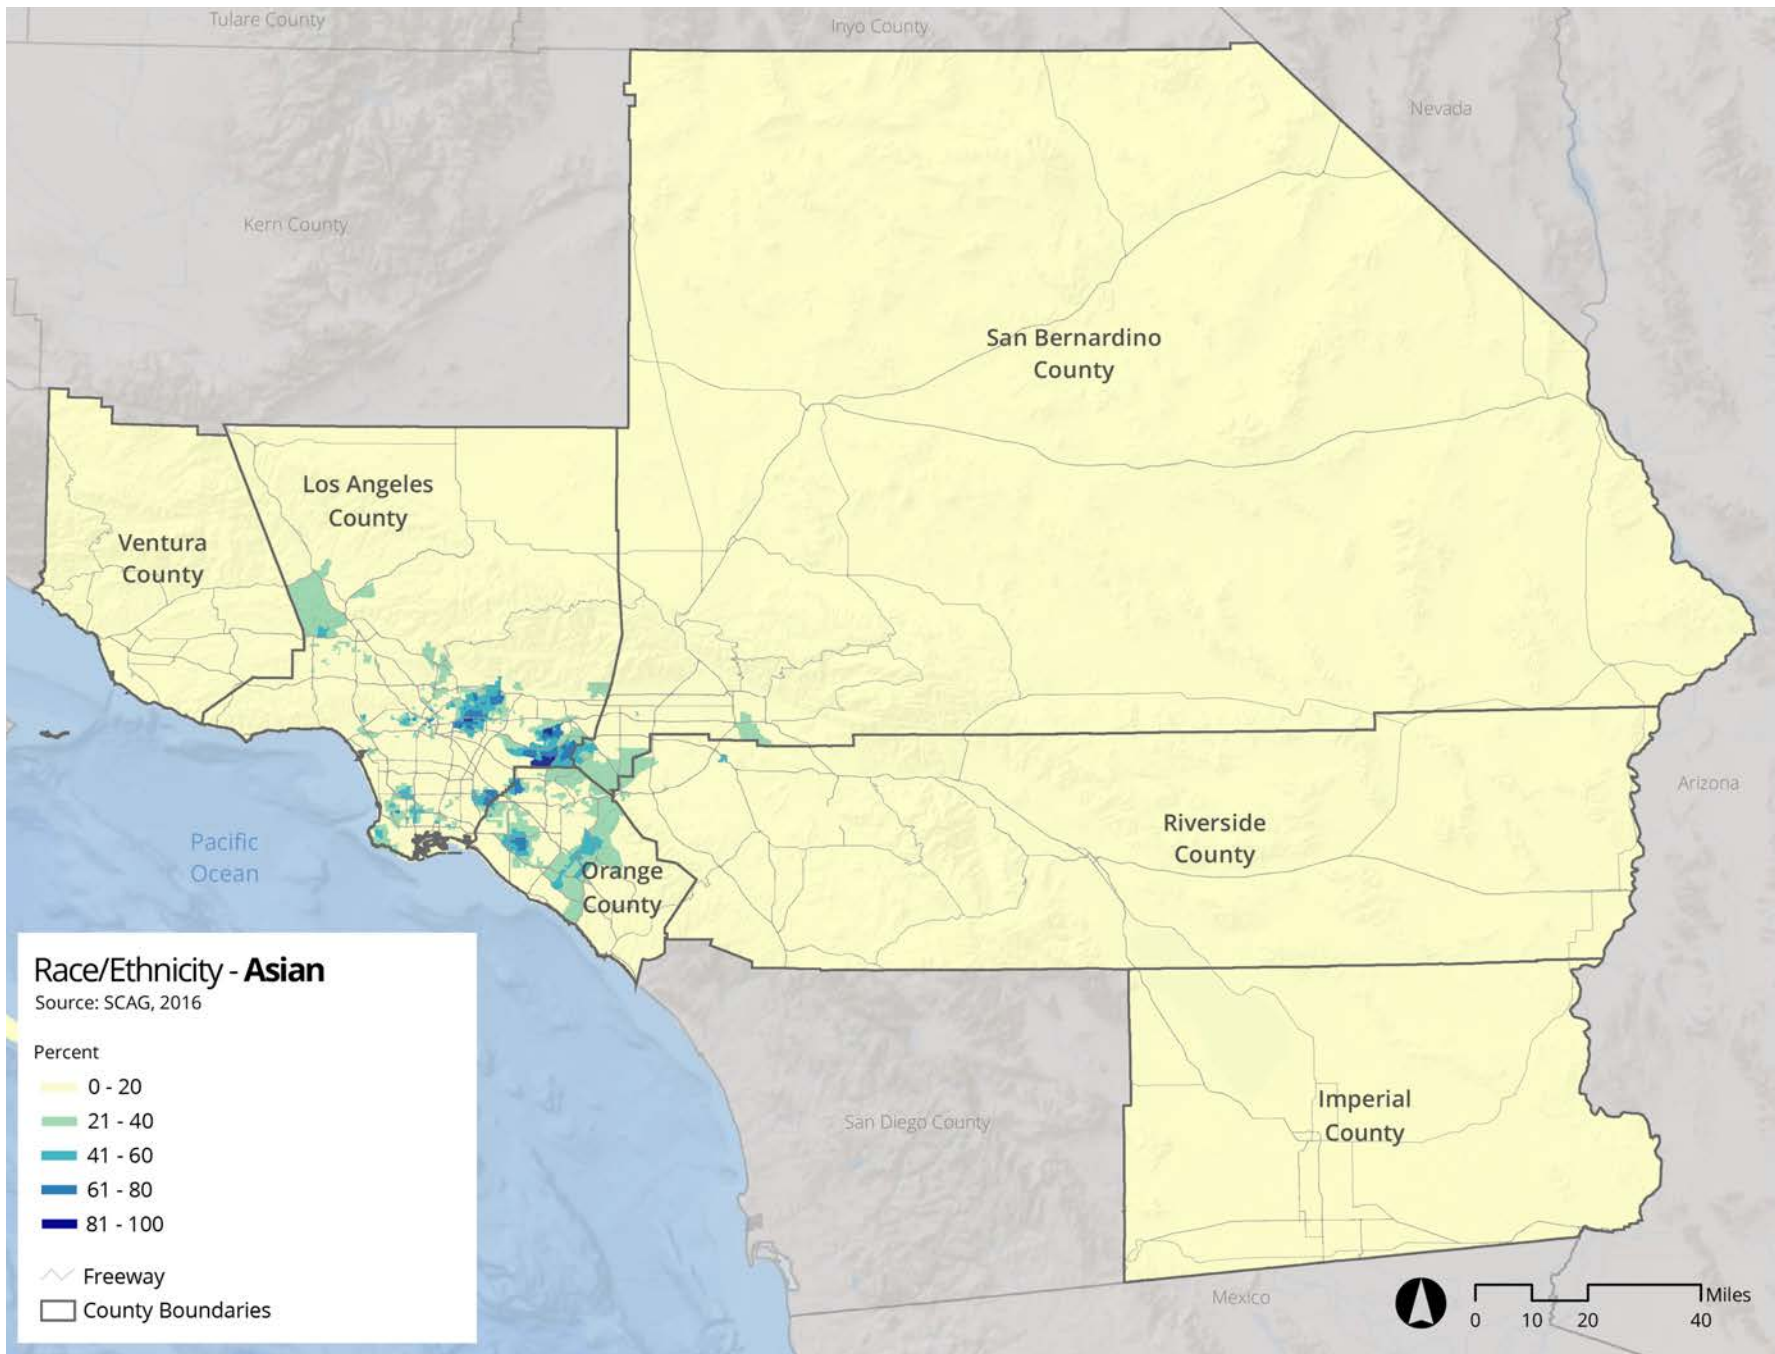 Tulare County
Inyo County
Nevada
Kern County
San Bernardino
County
Los Angeles
County
Ventura
County
Arizona
Riverside
County
Pacific
Ocean
Orange
County
Race/Ethnicity - Asian
Source: SCAG, 2016
Percent
0 - 20
21 - 40
41 - 60
61 - 80
81 - 100
Freeway
County Boundaries
San Diego County
Imperial
County
Mexico
Miles
0 10 20 40